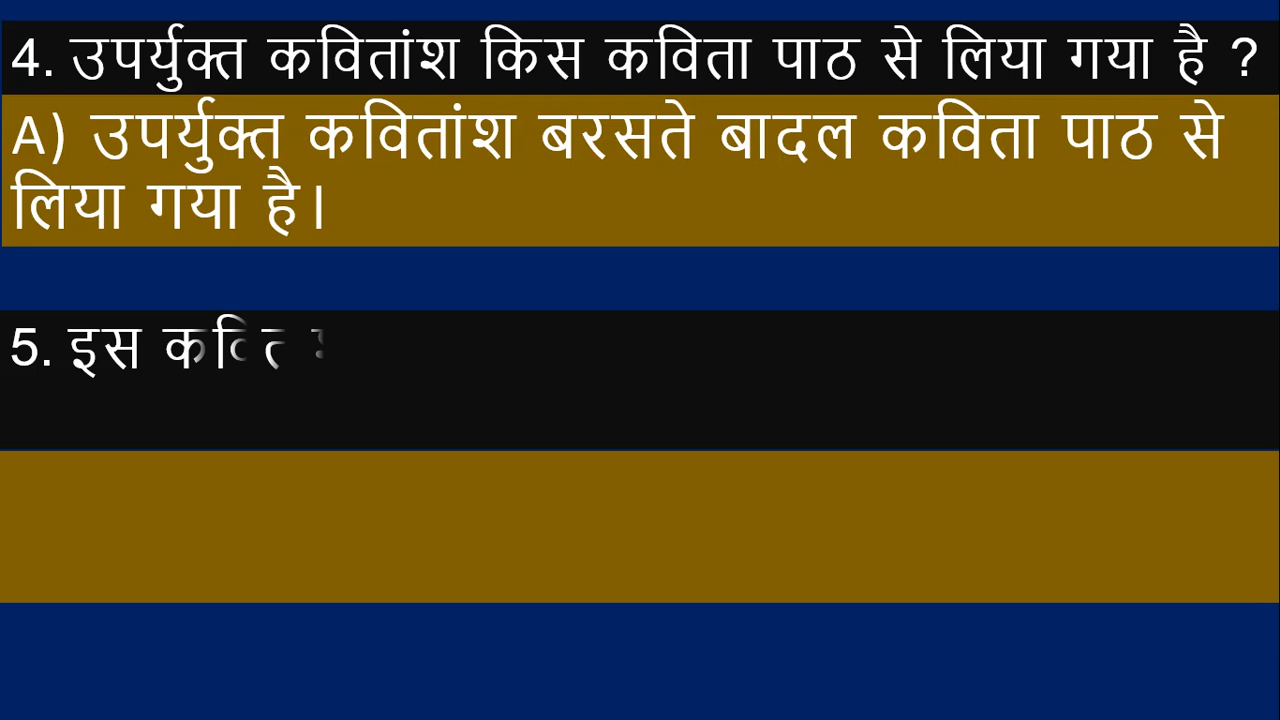 4. उपर्युक्त कवितांश किस कविता पाठ से लिया गया है ?
A) उपर्युक्त कवितांश बरसते बादल कविता पाठ से
लिया गया है।
5. इस